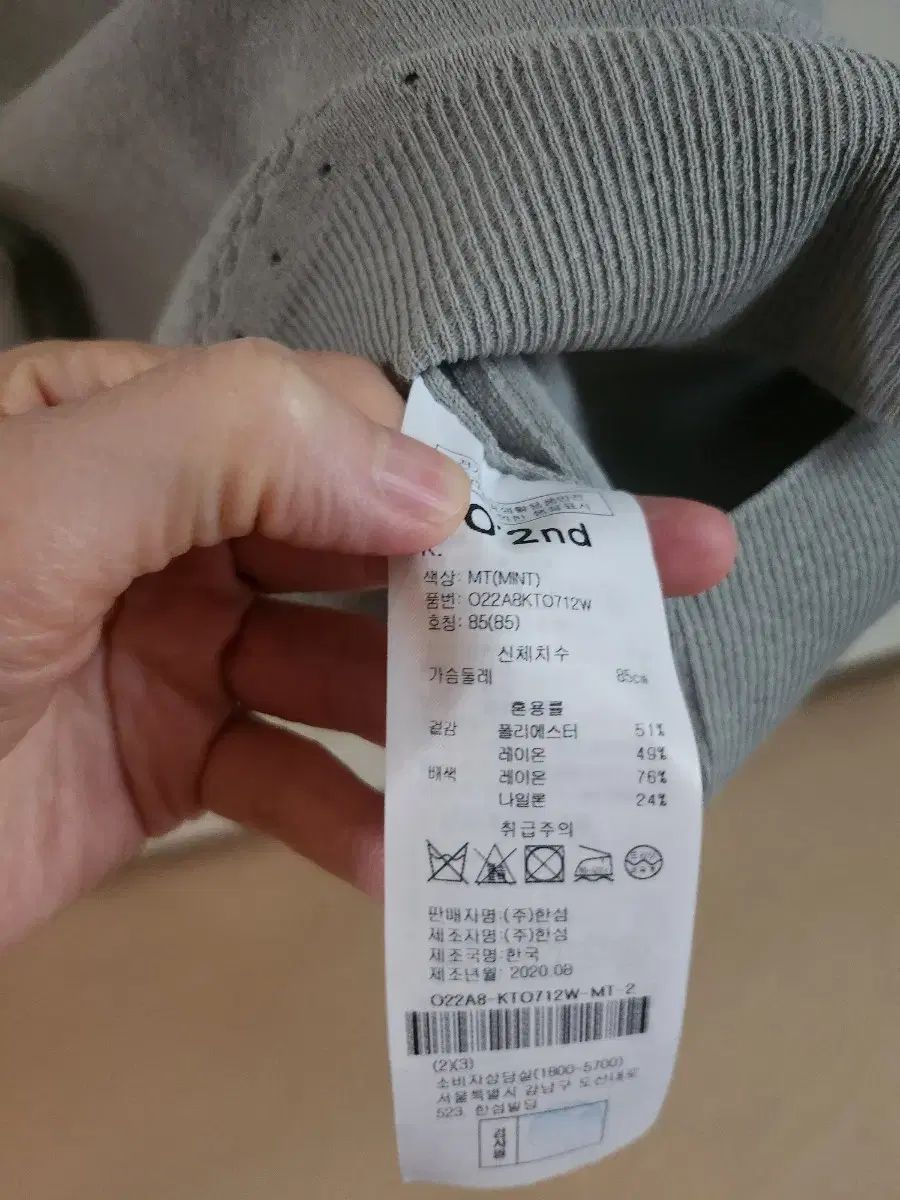 O'2nd
색상: MT(MINT)
품번: O22A8KTO712W
호칭: 85(85)
신체치수
가슴둘레 85cm
혼용률
겉감 폴리에스터 51%
레이온 49%
배색 레이온 76%
나일론 24%
취급주의
판매자명:(주)한섬
제조자명:(주)한섬
제조국명:한국
제조년월: 2020.08
O22A8-KTO712W-MT-2
(2X3)
소비자상담실(1800-5700)
서울특별시 강남구 도산대로
523. 한섬빌딩
검사필